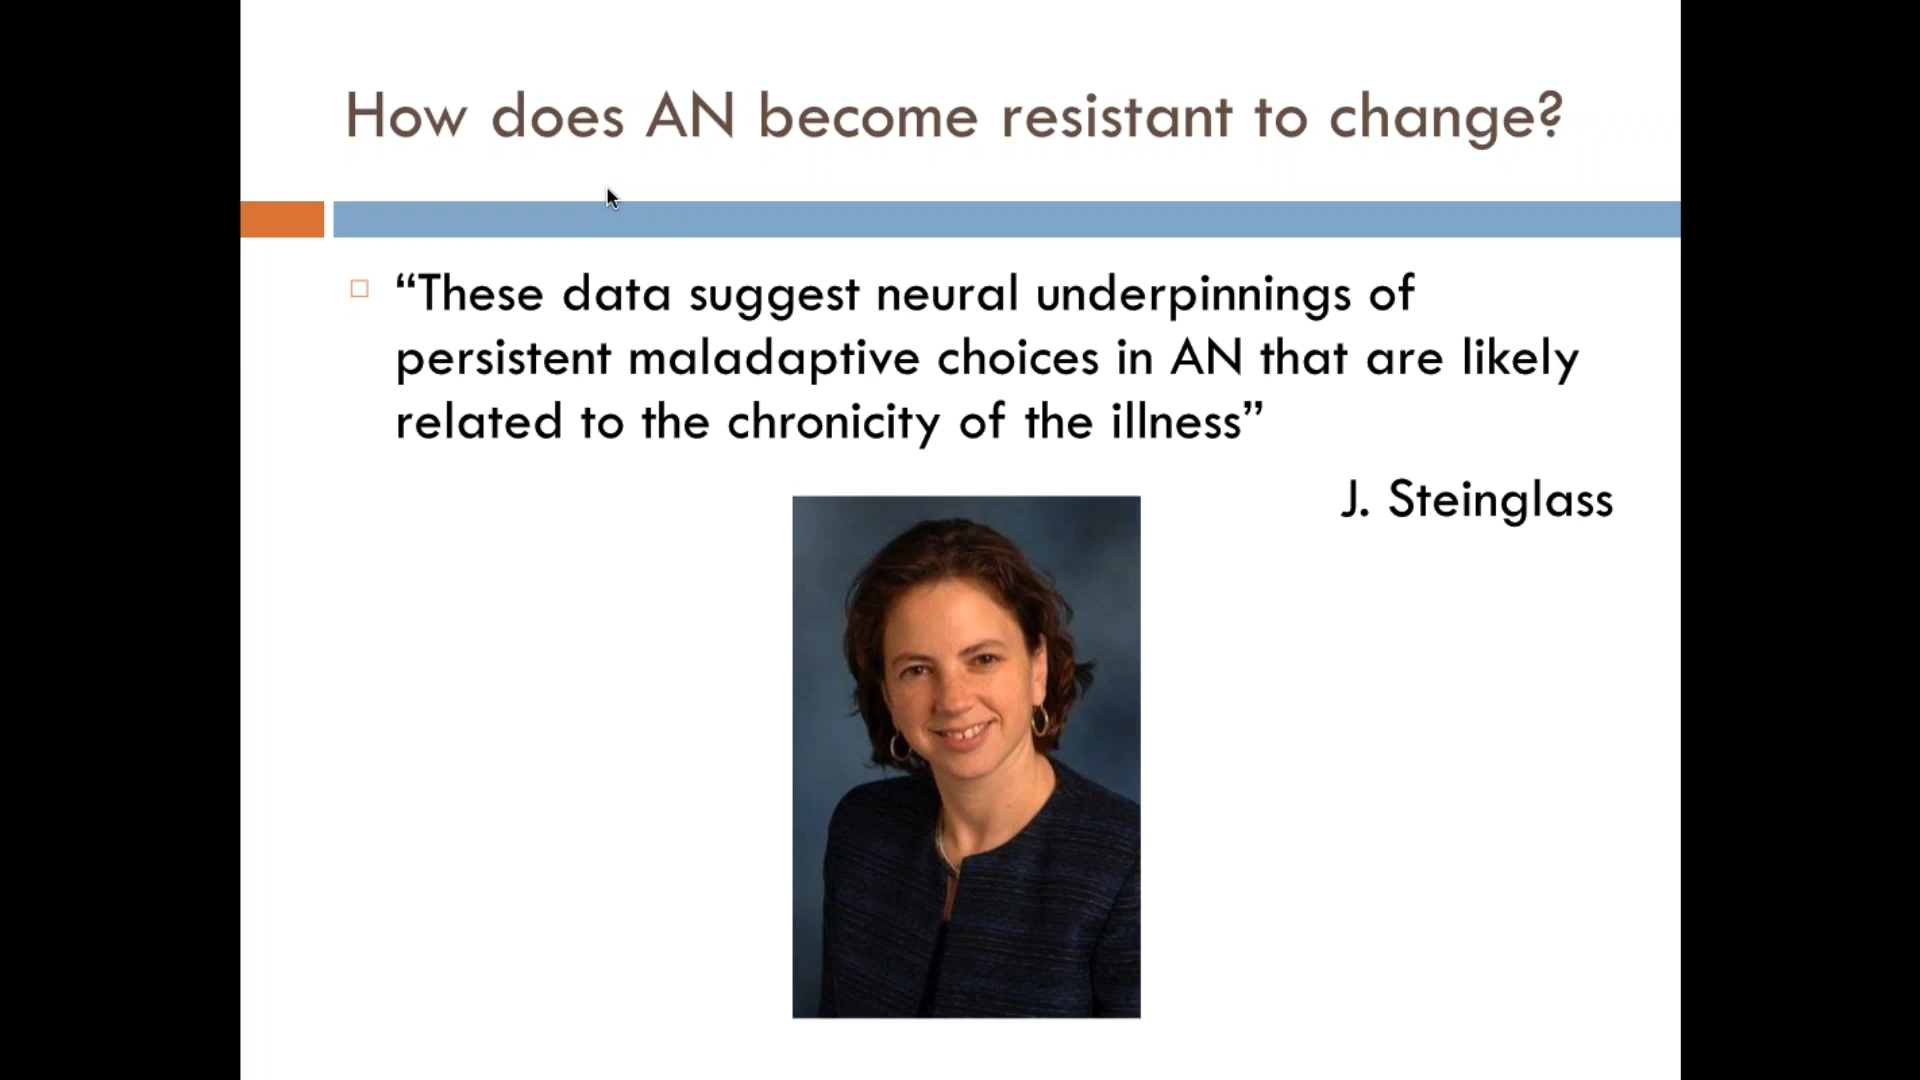 How does AN become resistant to change?
“These data suggest neural underpinnings of
persistent maladaptive choices in AN that are likely
related to the chronicity of the illness”
J. Steinglass